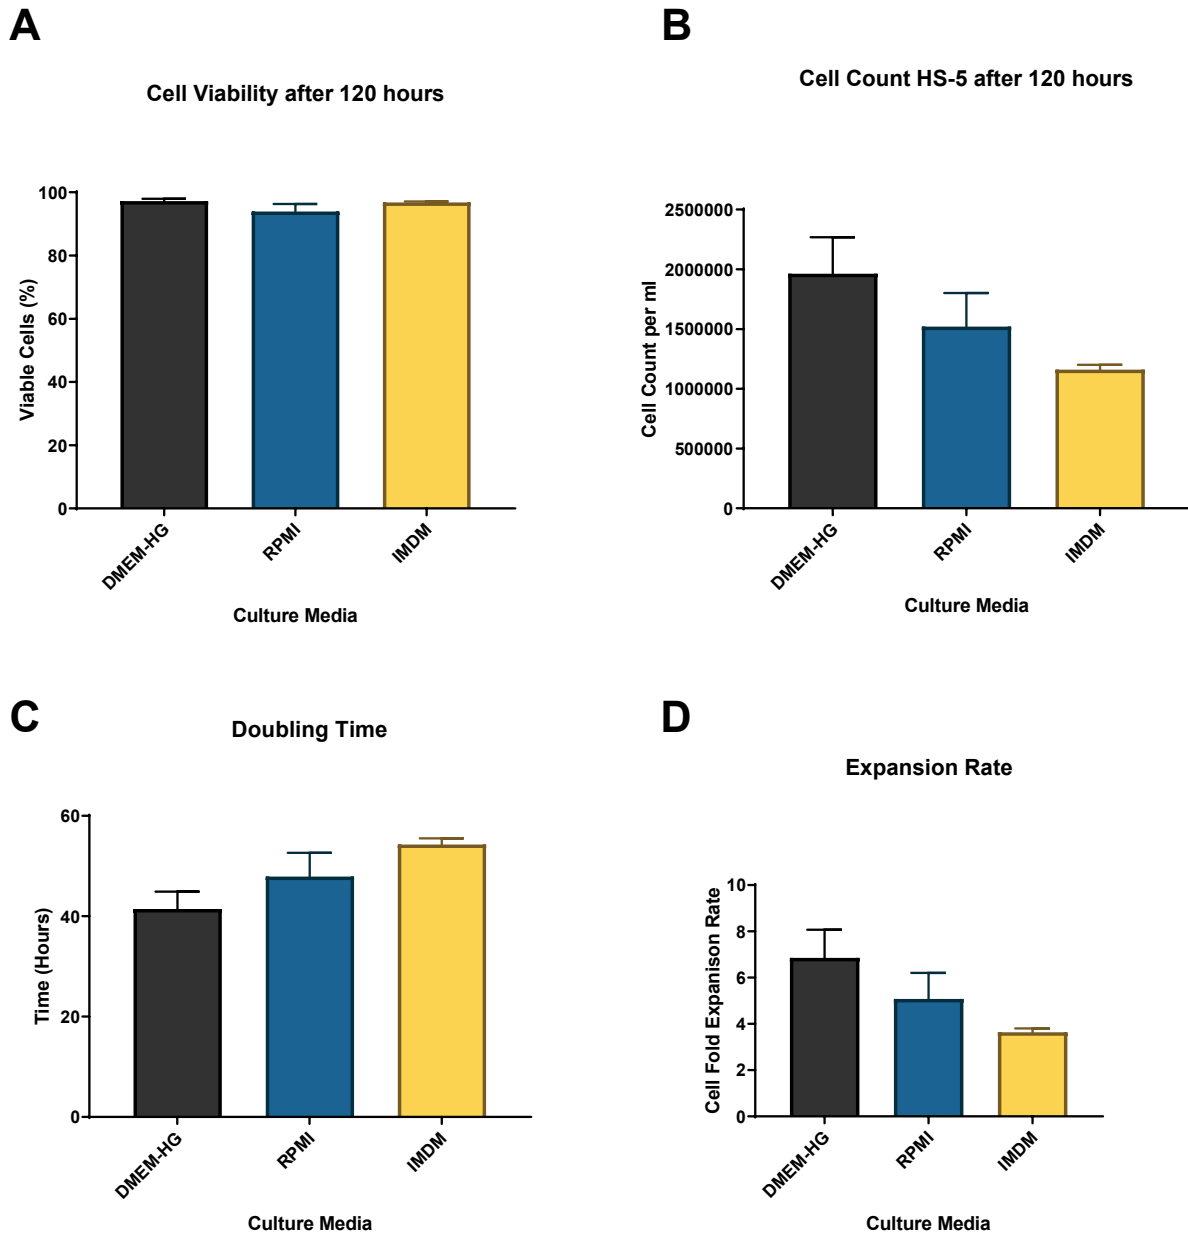 A
Cell Viability after 120 hours
Viable Cells (%)
100
80
60
40
20
0
DMEM-HG
RPMI
IMDM
Culture Media
B
Cell Count HS-5 after 120 hours
Cell Count per ml
2500000
2000000
1500000
1000000
500000
0
DMEM-HG
RPMI
IMDM
Culture Media
C
Doubling Time
Time (Hours)
60
40
20
0
DMEM-HG
RPMI
IMDM
Culture Media
D
Expansion Rate
Cell Fold Expanison Rate
10
8
6
4
2
0
DMEM-HG
RPMI
IMDM
Culture Media